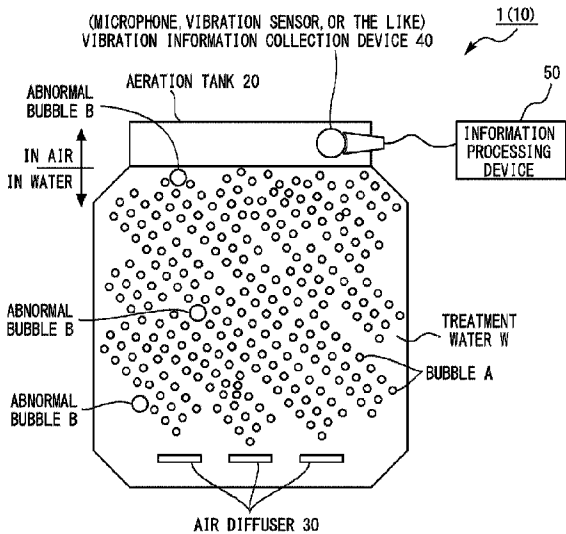 (MICROPHONE, VIBRATION SENSOR, OR THE LIKE)
VIBRATION INFORMATION COLLECTION DEVICE 40
1(10)
AERATION TANK 20
ABNORMAL
BUBBLE B
50
IN AIR
IN WATER
INFORMATION
PROCESSING
DEVICE
ABNORMAL
BUBBLE B
TREATMENT
WATER W
BUBBLE A
ABNORMAL
BUBBLE B
AIR DIFFUSER 30